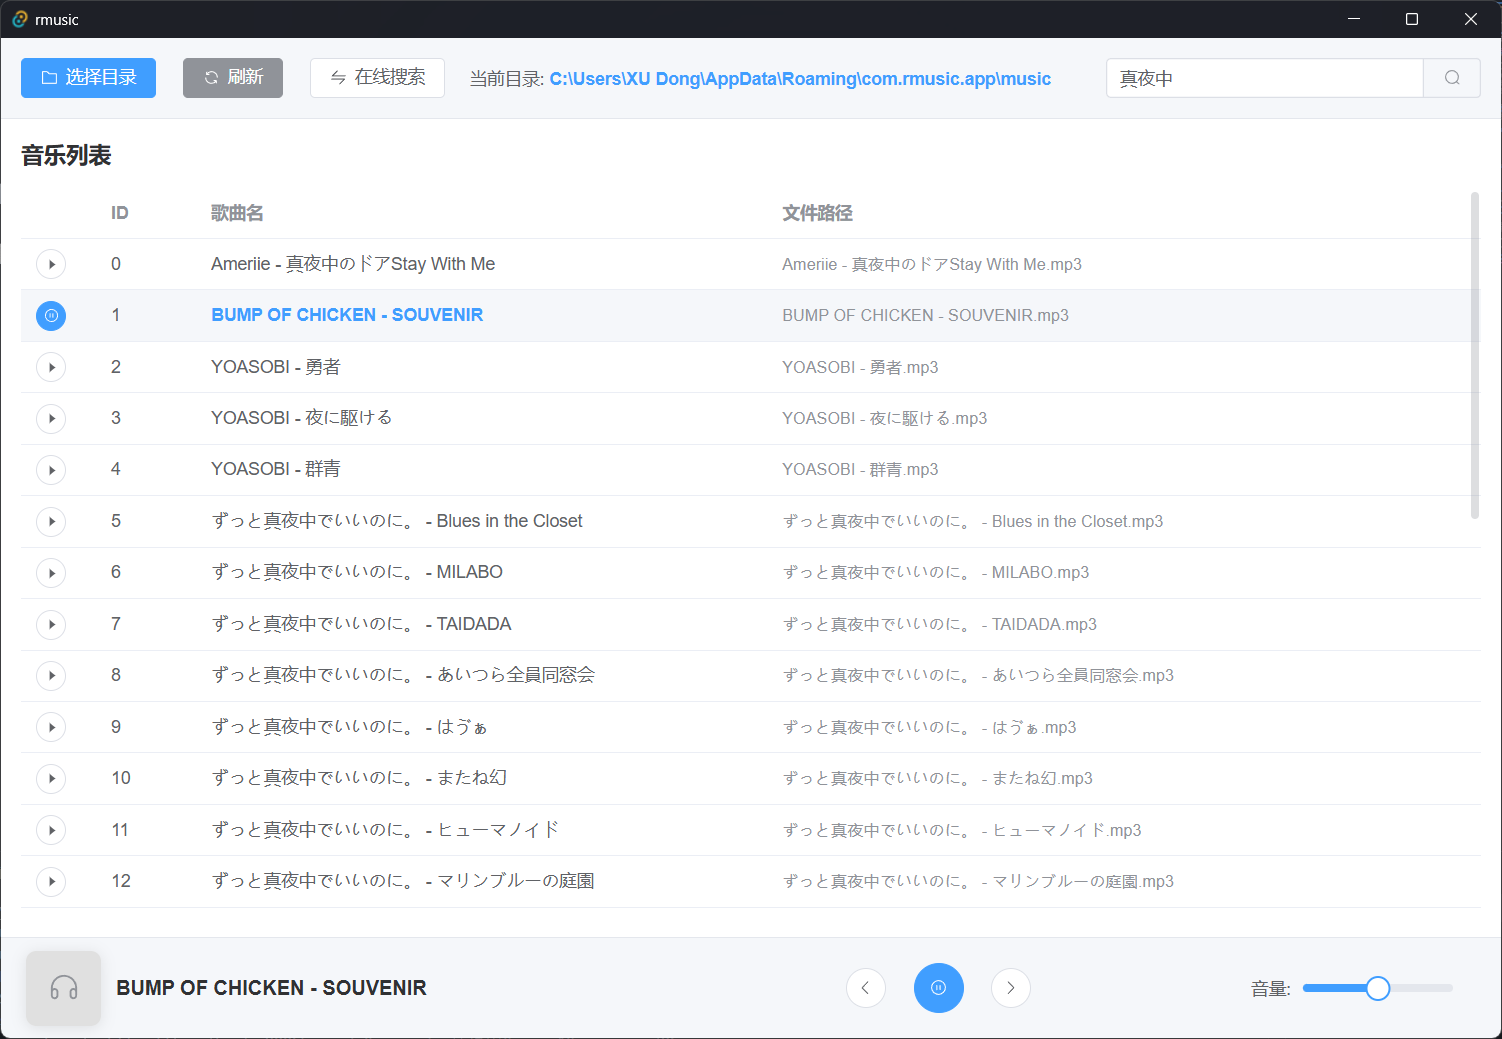 rmusic
选择目录 刷新 在线搜索 当前目录: C:\Users\XU Dong\AppData\Roaming\com.rmusic.app\music 真夜中
音乐列表
ID 歌曲名 文件路径
0 Ameriie - 真夜中のドアStay With Me Ameriie - 真夜中のドアStay With Me.mp3
1 BUMP OF CHICKEN - SOUVENIR BUMP OF CHICKEN - SOUVENIR.mp3
2 YOASOBI - 勇者 YOASOBI - 勇者.mp3
3 YOASOBI - 夜に駆ける YOASOBI - 夜に駆ける.mp3
4 YOASOBI - 群青 YOASOBI - 群青.mp3
5 ずっと真夜中でいいのに。 - Blues in the Closet ずっと真夜中でいいのに。 - Blues in the Closet.mp3
6 ずっと真夜中でいいのに。 - MILABO ずっと真夜中でいいのに。 - MILABO.mp3
7 ずっと真夜中でいいのに。 - TAIDADA ずっと真夜中でいいのに。 - TAIDADA.mp3
8 ずっと真夜中でいいのに。 - あいつら全員同窓会 ずっと真夜中でいいのに。 - あいつら全員同窓会.mp3
9 ずっと真夜中でいいのに。 - はゔぁ ずっと真夜中でいいのに。 - はゔぁ.mp3
10 ずっと真夜中でいいのに。 - またね幻 ずっと真夜中でいいのに。 - またね幻.mp3
11 ずっと真夜中でいいのに。 - ヒューマノイド ずっと真夜中でいいのに。 - ヒューマノイド.mp3
12 ずっと真夜中でいいのに。 - マリンブルーの庭園 ずっと真夜中でいいのに。 - マリンブルーの庭園.mp3
BUMP OF CHICKEN - SOUVENIR 音量: